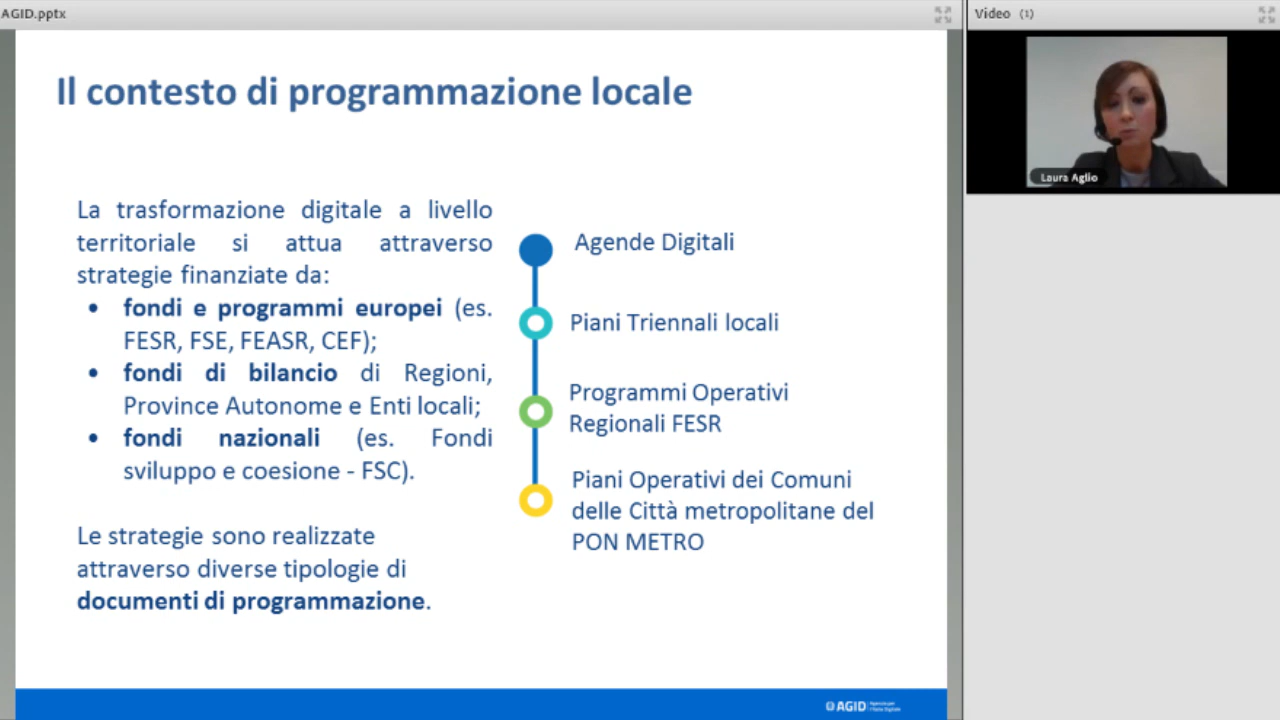 AGID.pptx
Video (1)
Laura Aglio
Il contesto di programmazione locale
La trasformazione digitale a livello
territoriale si attua attraverso
strategie finanziate da:
• fondi e programmi europei (es.
FESR, FSE, FEASR, CEF);
• fondi di bilancio di Regioni,
Province Autonome e Enti locali;
• fondi nazionali (es. Fondi
sviluppo e coesione - FSC).
Le strategie sono realizzate
attraverso diverse tipologie di
documenti di programmazione.
Agende Digitali
Piani Triennali locali
Programmi Operativi
Regionali FESR
Piani Operativi dei Comuni
delle Città metropolitane del
PON METRO
AGID
Agenzia per
l'Italia Digitale